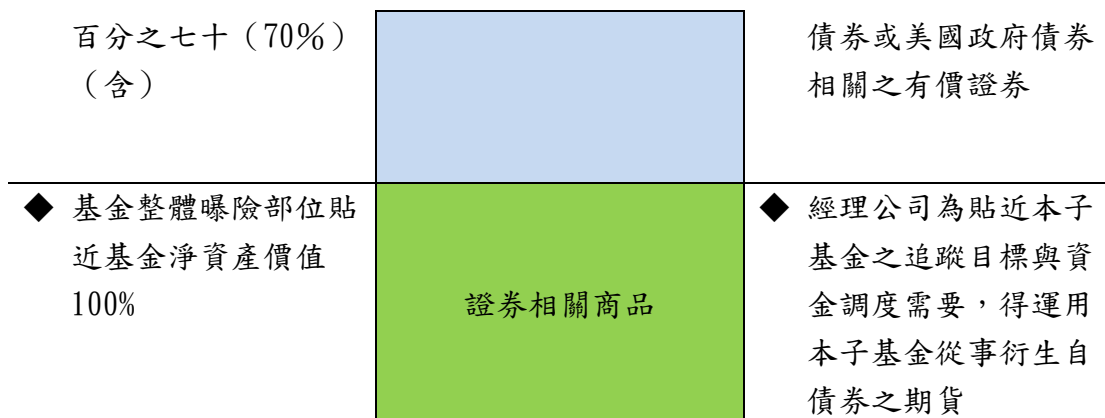 百分之七十（70％）
（含）
債券或美國政府債券
相關之有價證券
◆ 基金整體曝險部位貼
近基金淨資產價值
100%
證券相關商品
◆ 經理公司為貼近本子
基金之追蹤目標與資
金調度需要，得運用
本子基金從事衍生自
債券之期貨